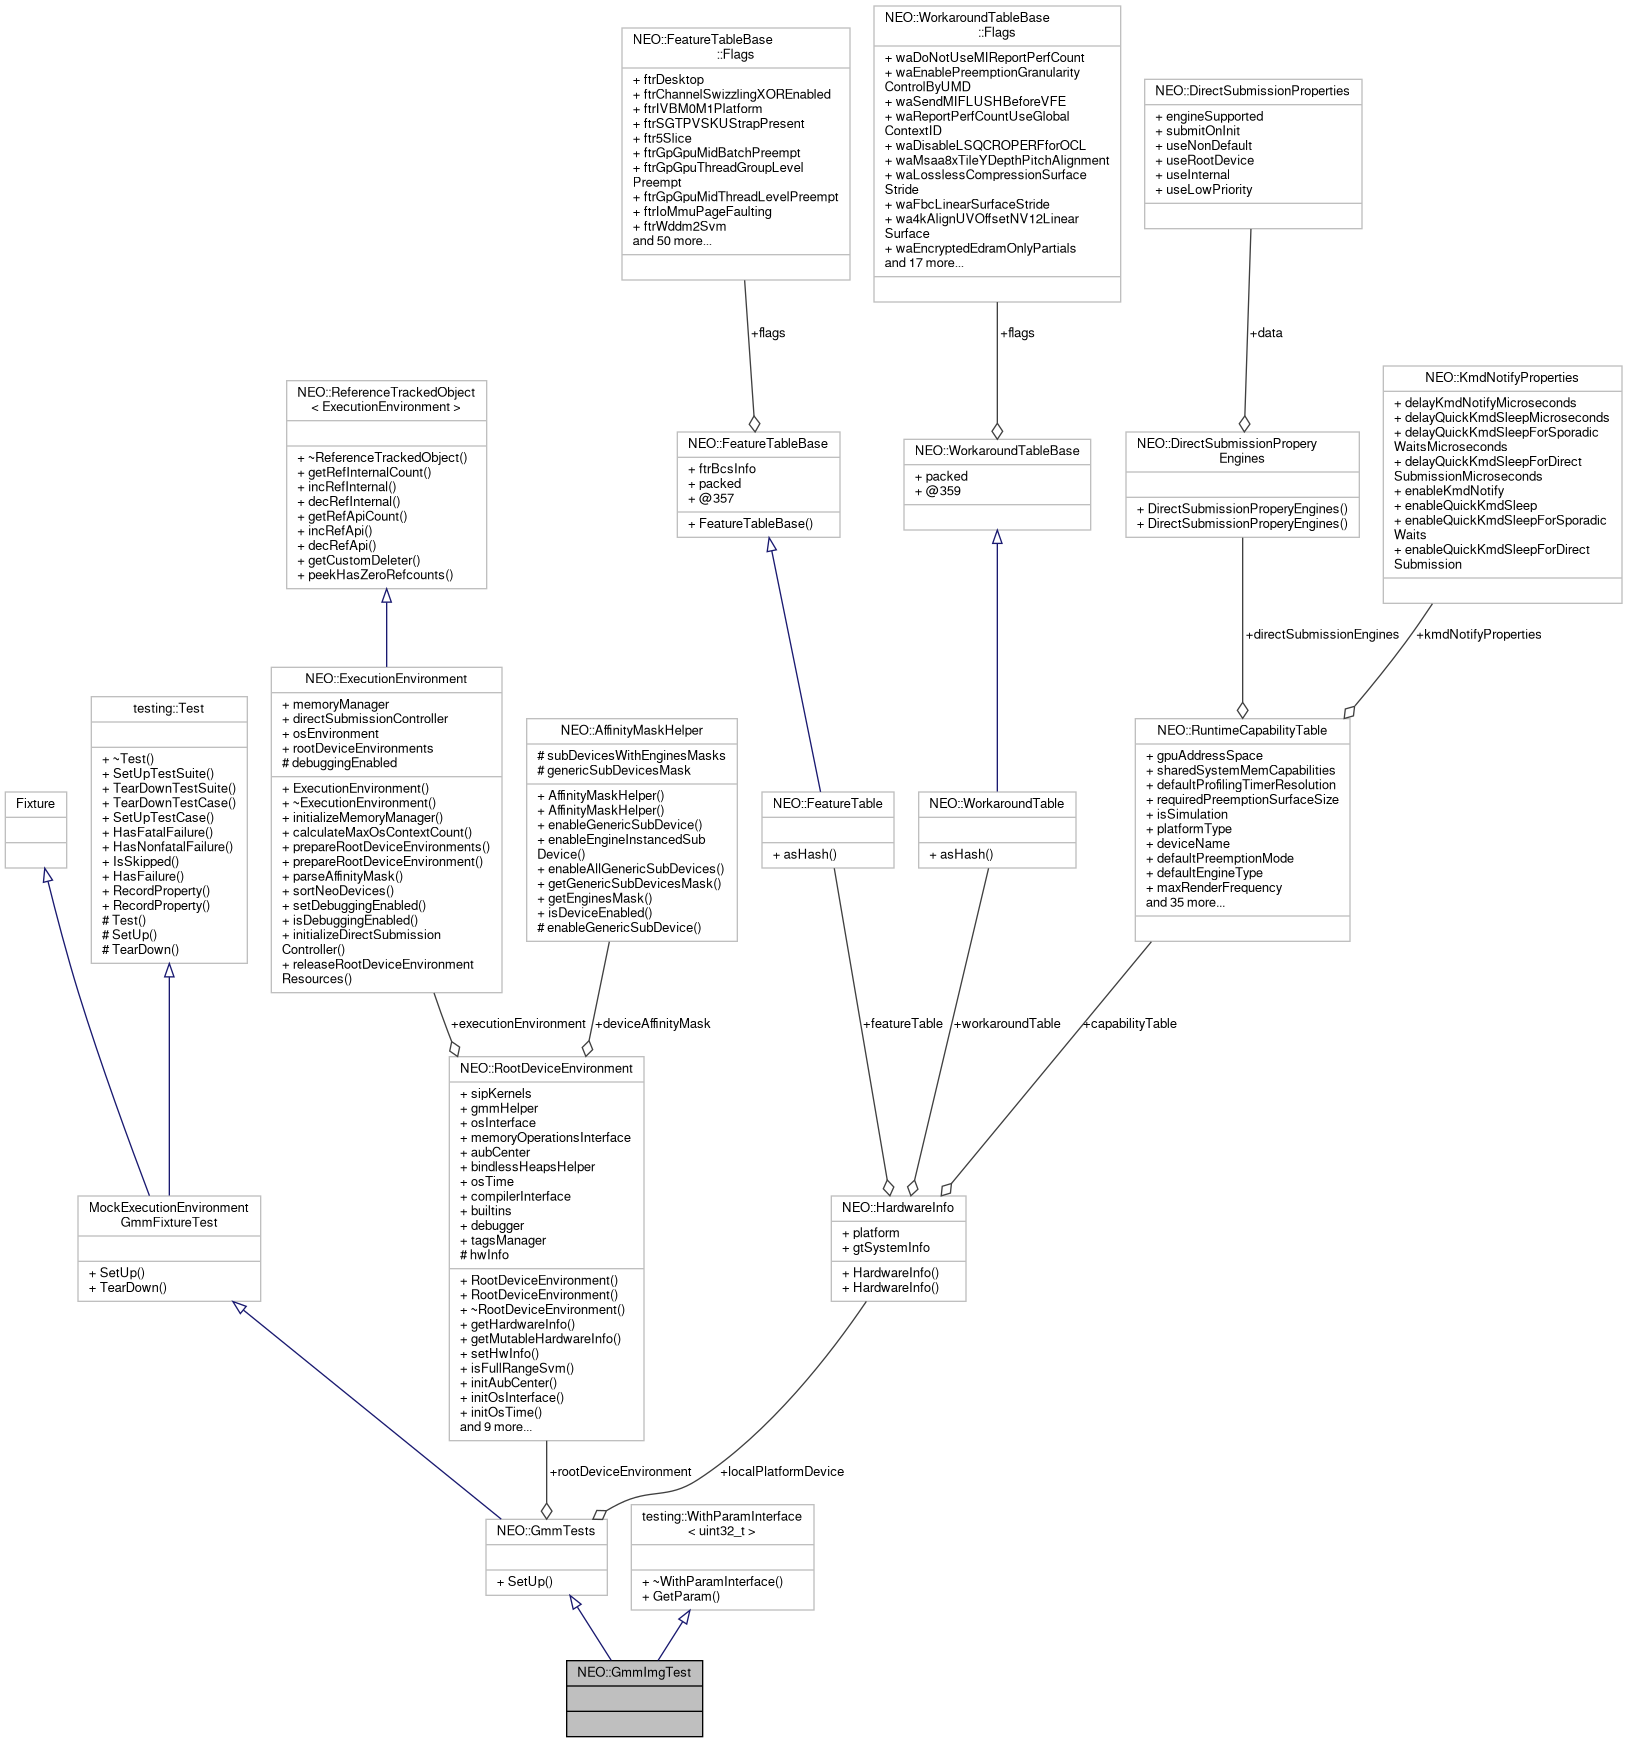 NEO::FeatureTableBase
::Flags
+ ftrDesktop
+ ftrChannelSwizzlingXOREnabled
+ ftrIVBM0M1Platform
+ ftrSGTPVSKUStrapPresent
+ ftr5Slice
+ ftrGpGpuMidBatchPreempt
+ ftrGpGpuThreadGroupLevel
Preempt
+ ftrGpGpuMidThreadLevelPreempt
+ ftrIoMmuPageFaulting
+ ftrWddm2Svm
and 50 more...
NEO::WorkaroundTableBase
::Flags
+ waDoNotUseMIReportPerfCount
+ waEnablePreemptionGranularity
ControlByUMD
+ waSendMIFLUSHBeforeVFE
+ waReportPerfCountUseGlobal
ContextID
+ waDisableLSQCROPERFforOCL
+ waMsaa8xTileYDepthPitchAlignment
+ waLosslessCompressionSurface
Stride
+ waFbcLinearSurfaceStride
+ wa4kAlignUVOffsetNV12Linear
Surface
+ waEncryptedEdramOnlyPartials
and 17 more...
NEO::DirectSubmissionProperties
+ engineSupported
+ submitOnInit
+ useNonDefault
+ useRootDevice
+ useInternal
+ useLowPriority
+flags
+flags
+data
NEO::ReferenceTrackedObject
< ExecutionEnvironment >
+ ~ReferenceTrackedObject()
+ getRefInternalCount()
+ incRefInternal()
+ decRefInternal()
+ getRefApiCount()
+ incRefApi()
+ decRefApi()
+ getCustomDeleter()
+ peekHasZeroRefcounts()
NEO::FeatureTableBase
+ ftrBcsInfo
+ packed
+ @357
+ FeatureTableBase()
NEO::WorkaroundTableBase
+ packed
+ @359
NEO::DirectSubmissionPropery
Engines
+ DirectSubmissionProperyEngines()
+ DirectSubmissionProperyEngines()
NEO::KmdNotifyProperties
+ delayKmdNotifyMicroseconds
+ delayQuickKmdSleepMicroseconds
+ delayQuickKmdSleepForSporadic
WaitsMicroseconds
+ delayQuickKmdSleepForDirect
SubmissionMicroseconds
+ enableKmdNotify
+ enableQuickKmdSleep
+ enableQuickKmdSleepForSporadic
Waits
+ enableQuickKmdSleepForDirect
Submission
+directSubmissionEngines
+kmdNotifyProperties
testing::Test
+ ~Test()
+ SetUpTestSuite()
+ TearDownTestSuite()
+ TearDownTestCase()
+ SetUpTestCase()
+ HasFatalFailure()
+ HasNonfatalFailure()
+ IsSkipped()
+ HasFailure()
+ RecordProperty()
+ RecordProperty()
# Test()
# SetUp()
# TearDown()
NEO::ExecutionEnvironment
+ memoryManager
+ directSubmissionController
+ osEnvironment
+ rootDeviceEnvironments
# debuggingEnabled
+ ExecutionEnvironment()
+ ~ExecutionEnvironment()
+ initializeMemoryManager()
+ calculateMaxOsContextCount()
+ prepareRootDeviceEnvironments()
+ prepareRootDeviceEnvironment()
+ parseAffinityMask()
+ sortNeoDevices()
+ setDebuggingEnabled()
+ isDebuggingEnabled()
+ initializeDirectSubmission
Controller()
+ releaseRootDeviceEnvironment
Resources()
NEO::AffinityMaskHelper
# subDevicesWithEnginesMasks
# genericSubDevicesMask
+ AffinityMaskHelper()
+ AffinityMaskHelper()
+ enableGenericSubDevice()
+ enableEngineInstancedSub
Device()
+ enableAllGenericSubDevices()
+ getGenericSubDevicesMask()
+ getEnginesMask()
+ isDeviceEnabled()
# enableGenericSubDevice()
Fixture
NEO::FeatureTable
+ asHash()
NEO::WorkaroundTable
+ asHash()
NEO::RuntimeCapabilityTable
+ gpuAddressSpace
+ sharedSystemMemCapabilities
+ defaultProfilingTimerResolution
+ requiredPreemptionSurfaceSize
+ isSimulation
+ platformType
+ deviceName
+ defaultPreemptionMode
+ defaultEngineType
+ maxRenderFrequency
and 35 more...
+executionEnvironment
+deviceAffinityMask
+featureTable
+workaroundTable
+capabilityTable
NEO::RootDeviceEnvironment
+ sipKernels
+ gmmHelper
+ osInterface
+ memoryOperationsInterface
+ aubCenter
+ bindlessHeapsHelper
+ osTime
+ compilerInterface
+ builtins
+ debugger
+ tagsManager
# hwInfo
+ RootDeviceEnvironment()
+ RootDeviceEnvironment()
+ ~RootDeviceEnvironment()
+ getHardwareInfo()
+ getMutableHardwareInfo()
+ setHwInfo()
+ isFullRangeSvm()
+ initAubCenter()
+ initOsInterface()
+ initOsTime()
and 9 more...
MockExecutionEnvironment
GmmFixtureTest
+ SetUp()
+ TearDown()
NEO::HardwareInfo
+ platform
+ gtSystemInfo
+ HardwareInfo()
+ HardwareInfo()
+rootDeviceEnvironment
+localPlatformDevice
NEO::GmmTests
+ SetUp()
testing::WithParamInterface
< uint32_t >
+ ~WithParamInterface()
+ GetParam()
NEO::GmmImgTest